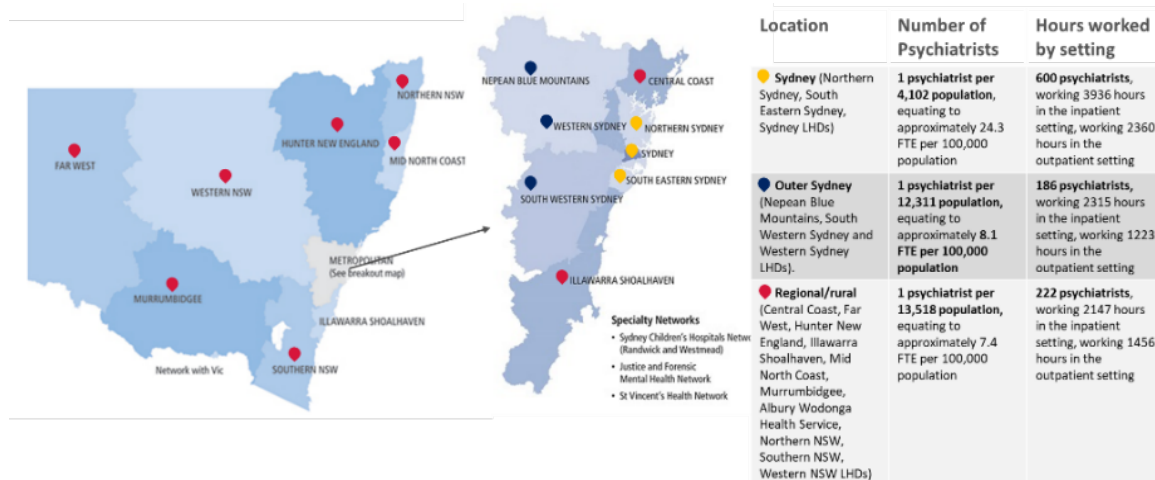 NORTHERN NSW
HUNTER NEW ENGLAND
MID NORTH COAST
FAR WEST
WESTERN NSW
METROPOLITAN
(See breakout map)
MURRUMBIDGEE
ILLAWARRA SHOALHAVEN
SOUTHERN NSW
Network with Vic
NEPEAN BLUE MOUNTAINS
CENTRAL COAST
WESTERN SYDNEY
NORTHERN SYDNEY
SYDNEY
SOUTH EASTERN SYDNEY
SOUTH WESTERN SYDNEY
ILLAWARRA SHOALHAVEN
Specialty Networks
• Sydney Children's Hospitals Netwo
(Randwick and Westmead)
• Justice and Forensic
Mental Health Network
• St Vincent's Health Network
Location
Number of
Psychiatrists
Hours worked
by setting
Sydney (Northern
Sydney, South
Eastern Sydney,
Sydney LHDs)
1 psychiatrist per
4,102 population,
equating to
approximately 24.3
FTE per 100,000
population
600 psychiatrists,
working 3936 hours
in the inpatient
setting, working 2360
hours in the
outpatient setting
Outer Sydney
(Nepean Blue
Mountains, South
Western Sydney and
Western Sydney
LHDs).
1 psychiatrist per
12,311 population,
equating to
approximately 8.1
FTE per 100,000
population
186 psychiatrists,
working 2315 hours
in the inpatient
setting, working 1223
hours in the
outpatient setting
Regional/rural
(Central Coast, Far
West, Hunter New
England, Illawarra
Shoalhaven, Mid
North Coast,
Murrumbidgee,
Albury Wodonga
Health Service,
Northern NSW,
Southern NSW,
Western NSW LHDs)
1 psychiatrist per
13,518 population,
equating to
approximately 7.4
FTE per 100,000
population
222 psychiatrists,
working 2147 hours
in the inpatient
setting, working 1456
hours in the
outpatient setting